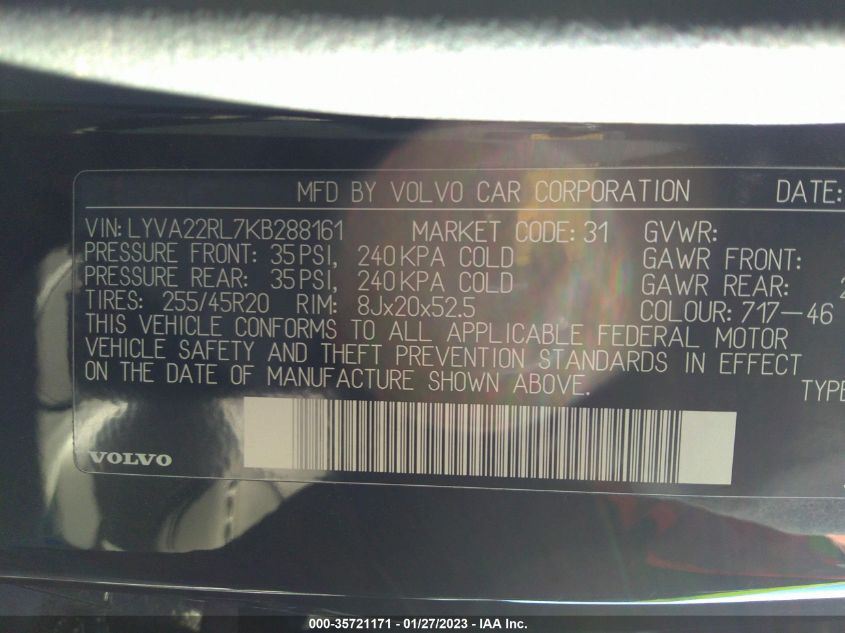 MFD BY VOLVO CAR CORPORATION DATE:
VIN: LYVA22RL7KB288161 MARKET CODE: 31 GVWR:
PRESSURE FRONT: 35 PSI, 240 KPA COLD GAWR FRONT:
PRESSURE REAR: 35 PSI, 240 KPA COLD GAWR REAR: 2
TIRES: 255/45R20 RIM: 8Jx20x52.5 COLOUR: 717-46
THIS VEHICLE CONFORMS TO ALL APPLICABLE FEDERAL MOTOR
VEHICLE SAFETY AND THEFT PREVENTION STANDARDS IN EFFECT
ON THE DATE OF MANUFACTURE SHOWN ABOVE.
TYPE
VOLVO
000-35721171 - 01/27/2023 - IAA Inc.